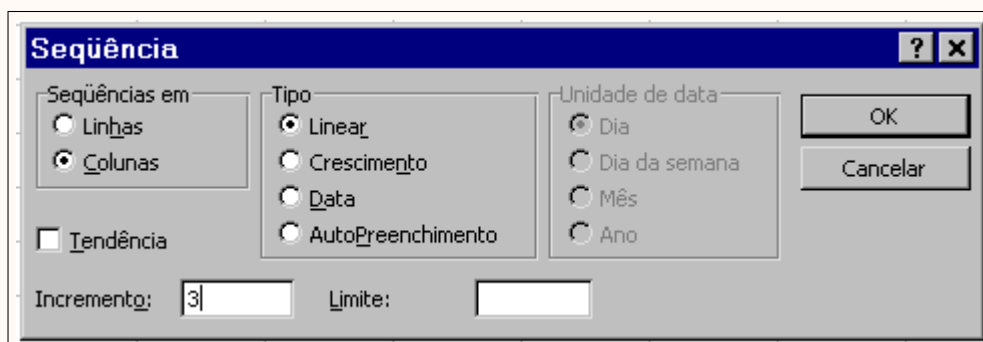 Seqüência
Seqüências em
Linhas
Colunas
Tendência
Tipo
Linear
Crescimento
Data
AutoPreenchimento
Unidade de data
Dia
Dia da semana
Mês
Ano
OK
Cancelar
Incremento: 3
Limite: